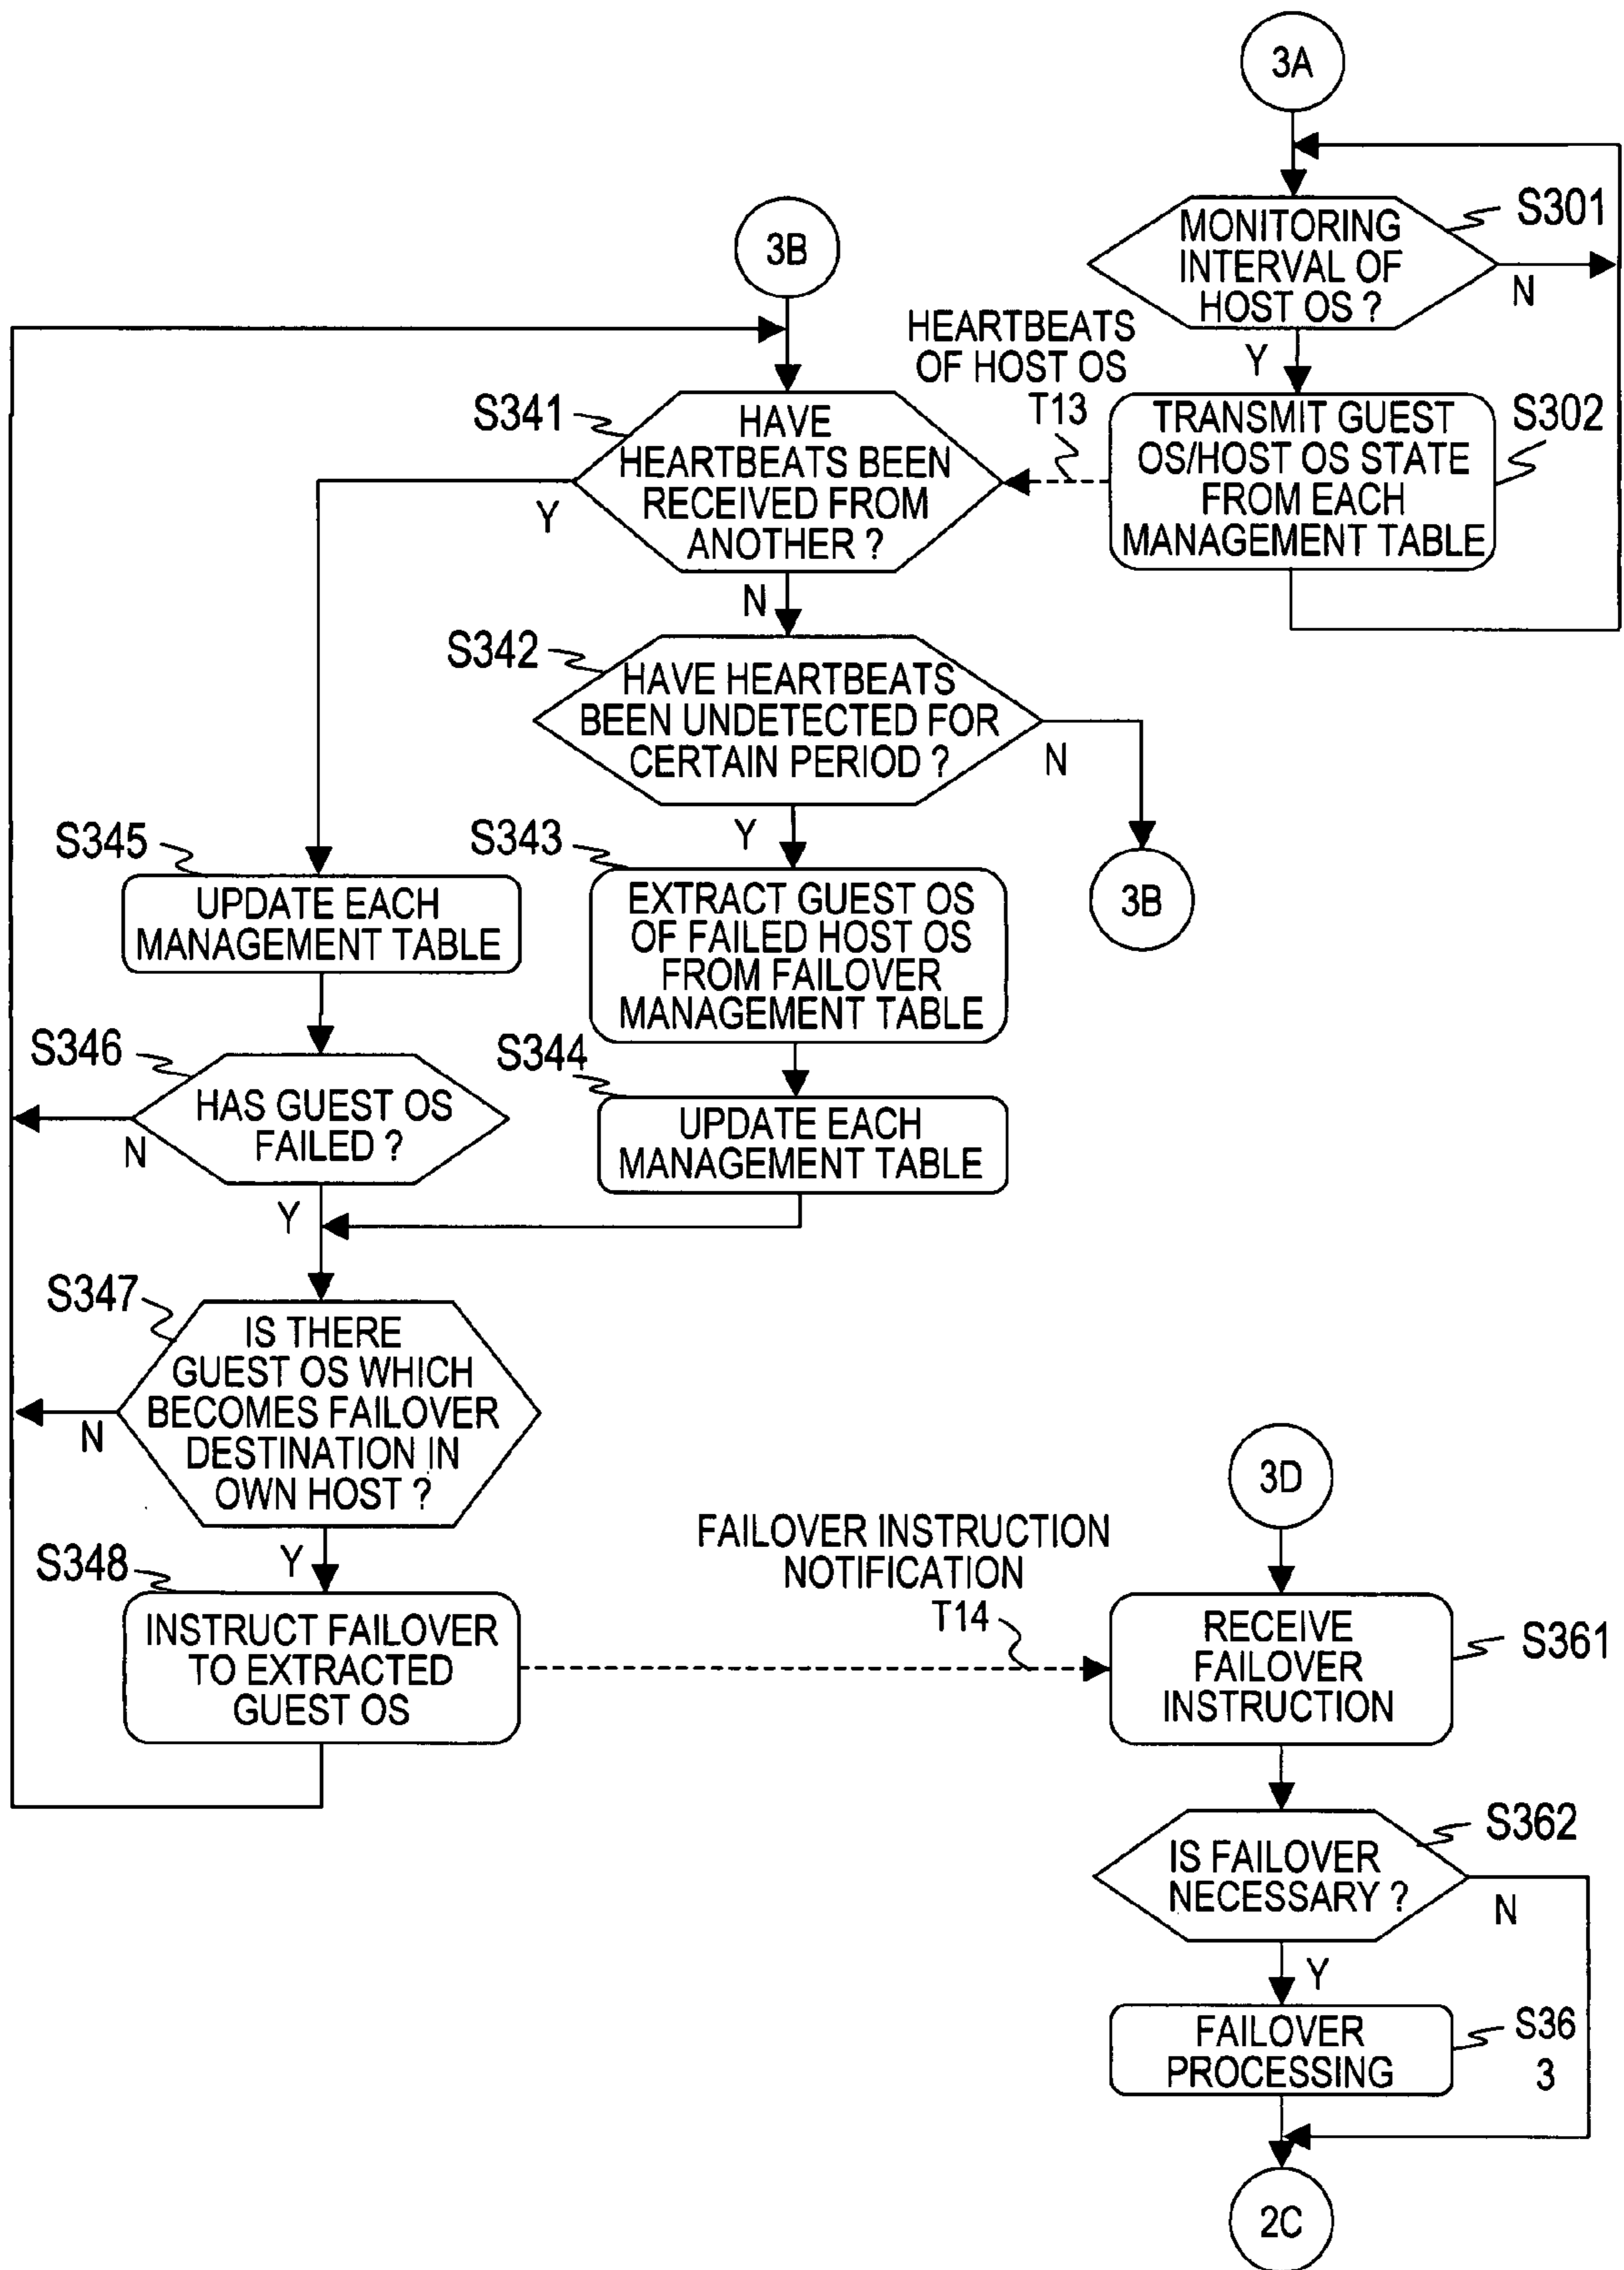 3A
MONITORING
INTERVAL OF
HOST OS ?
S301
N
Y
TRANSMIT GUEST
OS/HOST OS STATE
FROM EACH
MANAGEMENT TABLE
S302
HEARTBEATS
OF HOST OS
T13
3B
S341
HAVE
HEARTBEATS BEEN
RECEIVED FROM
ANOTHER ?
Y
N
S342
HAVE HEARTBEATS
BEEN UNDETECTED FOR
CERTAIN PERIOD ?
N
3B
Y
S343
EXTRACT GUEST OS
OF FAILED HOST OS
FROM FAILOVER
MANAGEMENT TABLE
S344
UPDATE EACH
MANAGEMENT TABLE
S345
UPDATE EACH
MANAGEMENT TABLE
S346
HAS GUEST OS
FAILED ?
N
Y
S347
IS THERE
GUEST OS WHICH
BECOMES FAILOVER
DESTINATION IN
OWN HOST ?
N
Y
S348
INSTRUCT FAILOVER
TO EXTRACTED
GUEST OS
FAILOVER INSTRUCTION
NOTIFICATION
T14
3D
RECEIVE
FAILOVER
INSTRUCTION
S361
IS FAILOVER
NECESSARY ?
S362
N
Y
FAILOVER
PROCESSING
S36
3
2C